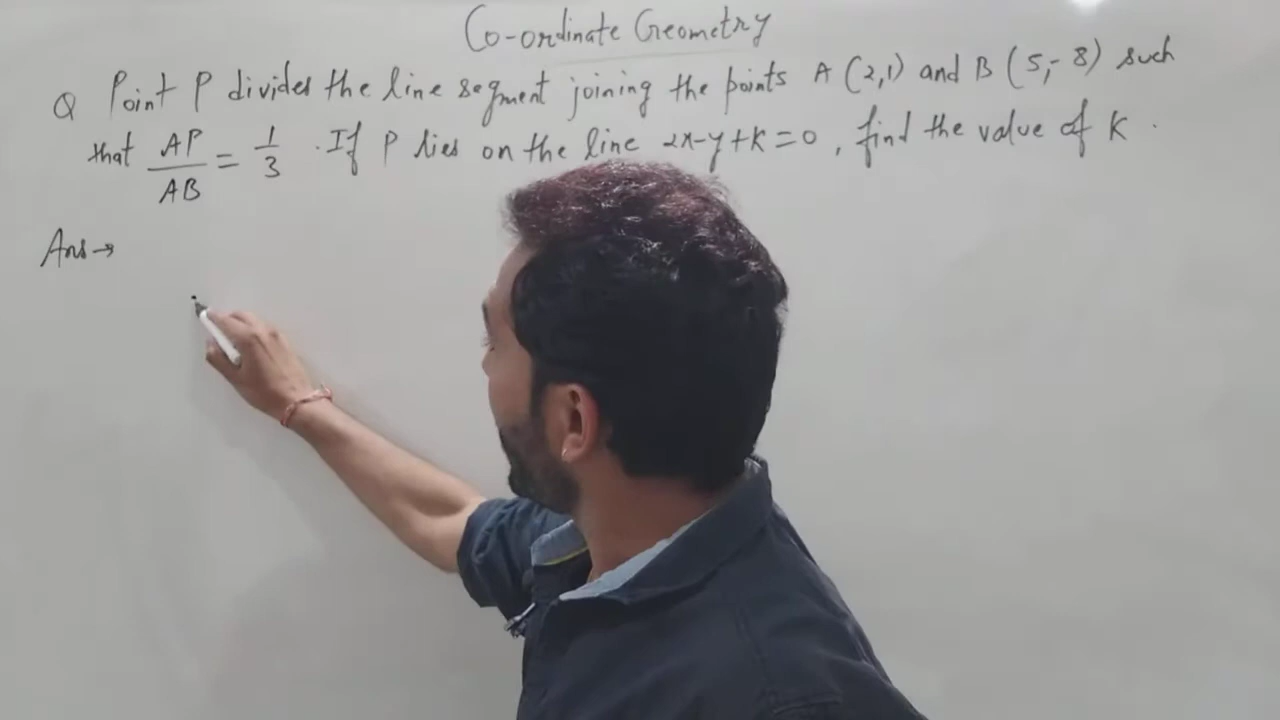 Co-ordinate Geometry
Q Point P divides the line segment joining the points A (2,1) and B (5,-8) such
that AP/AB = 1/3 . If P lies on the line 2x-y+k=0, find the value of K.
Ans→